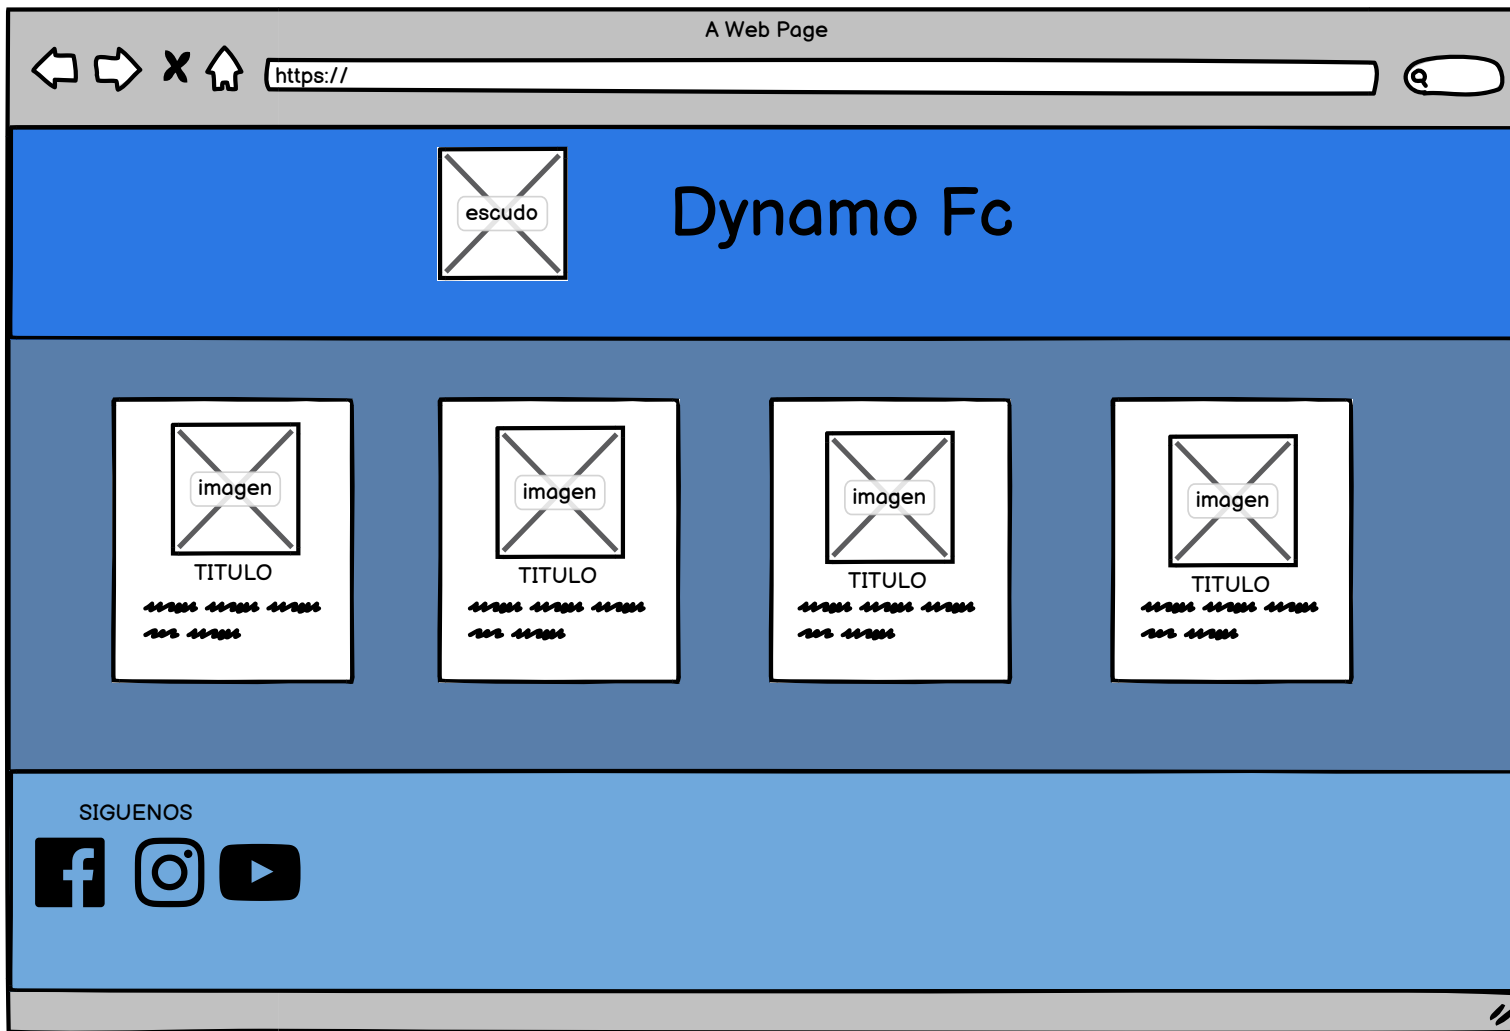 A Web Page
https://
escudo
Dynamo Fc
imagen
imagen
imagen
imagen
TITULO
TITULO
TITULO
TITULO
SIGUENOS